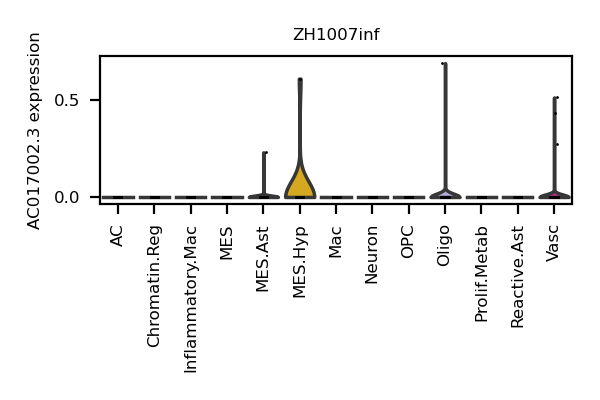 ZH1007inf
AC017002.3 expression
0.5
0.0
AC
Chromatin.Reg
Inflammatory.Mac
MES
MES.Ast
MES.Hyp
Mac
Neuron
OPC
Oligo
Prolif.Metab
Reactive.Ast
Vasc